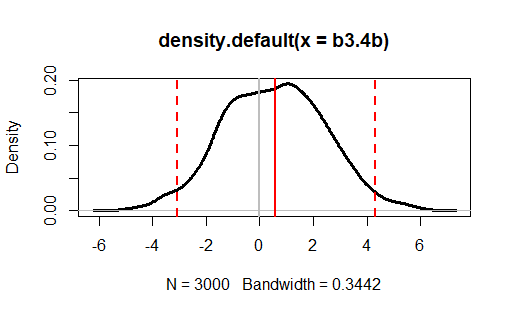 density.default(x = b3.4b)
Density
0.20
0.10
0.00
-6 -4 -2 0 2 4 6
N = 3000 Bandwidth = 0.3442